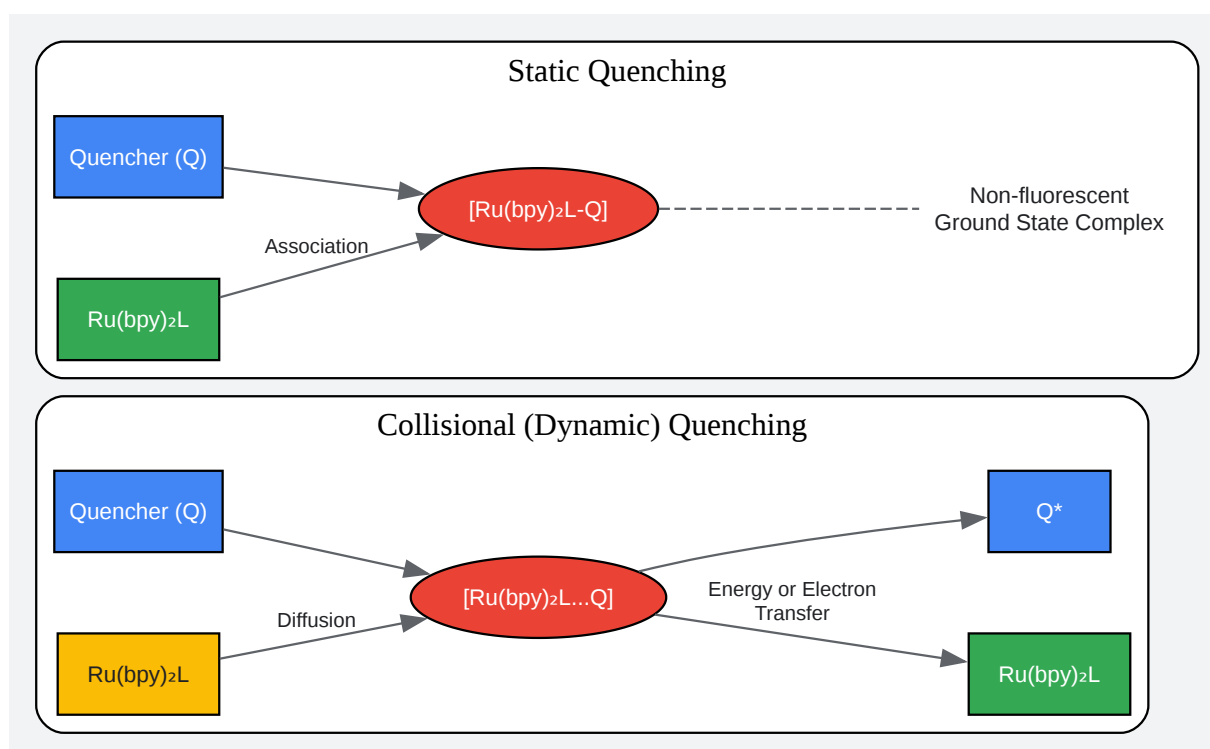 Static Quenching
Quencher (Q)
[Ru(bpy)₂L-Q]
Non-fluorescent
Ground State Complex
Association
Ru(bpy)₂L
Collisional (Dynamic) Quenching
Quencher (Q)
Q*
[Ru(bpy)₂L...Q]
Energy or Electron
Transfer
Diffusion
Ru(bpy)₂L
Ru(bpy)₂L